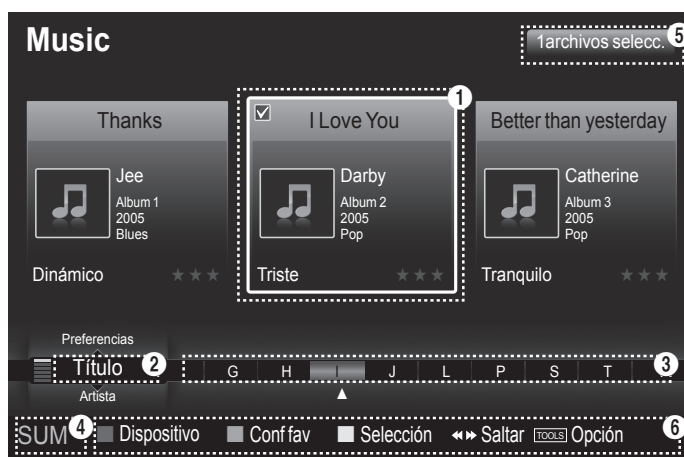 Music
1archivos selecc.
5
1
Thanks
I Love You
Better than yesterday
Jee
Album 1
2005
Blues
Darby
Album 2
2005
Pop
Catherine
Album 3
2005
Pop
Dinámico
Triste
Tranquilo
Preferencias
Título
2
G H I J L P S T
3
Artista
SUM
4
Dispositivo Conf fav Selección Saltar TOOLS Opción
6